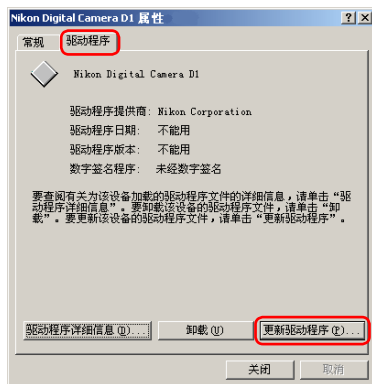 Nikon Digital Camera D1 属性
常规 驱动程序
Nikon Digital Camera D1
驱动程序提供商: Nikon Corporation
驱动程序日期: 不能用
驱动程序版本: 不能用
数字签名程序: 未经数字签名
要查阅有关为该设备加载的驱动程序文件的详细信息，请单击“驱
动程序详细信息”。要卸载该设备的驱动程序文件，请单击“卸
载”。要更新该设备的驱动程序文件，请单击“更新驱动程序”。
驱动程序详细信息(D)... 卸载(U) 更新驱动程序(P)...
关闭 取消